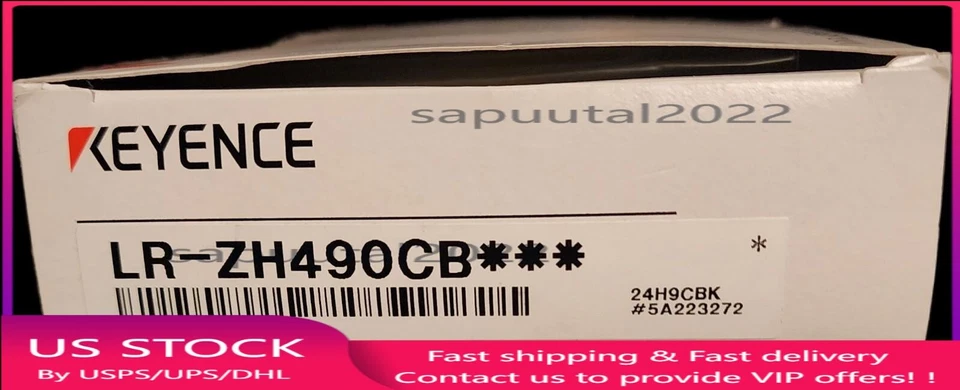 sapuutal2022
KEYENCE
LR-ZH490CB***
sapuutal2022
*
24H9CBK
#5A223272
US STOCK
By USPS/UPS/DHL
Fast shipping & Fast delivery
Contact us to provide VIP offers! !